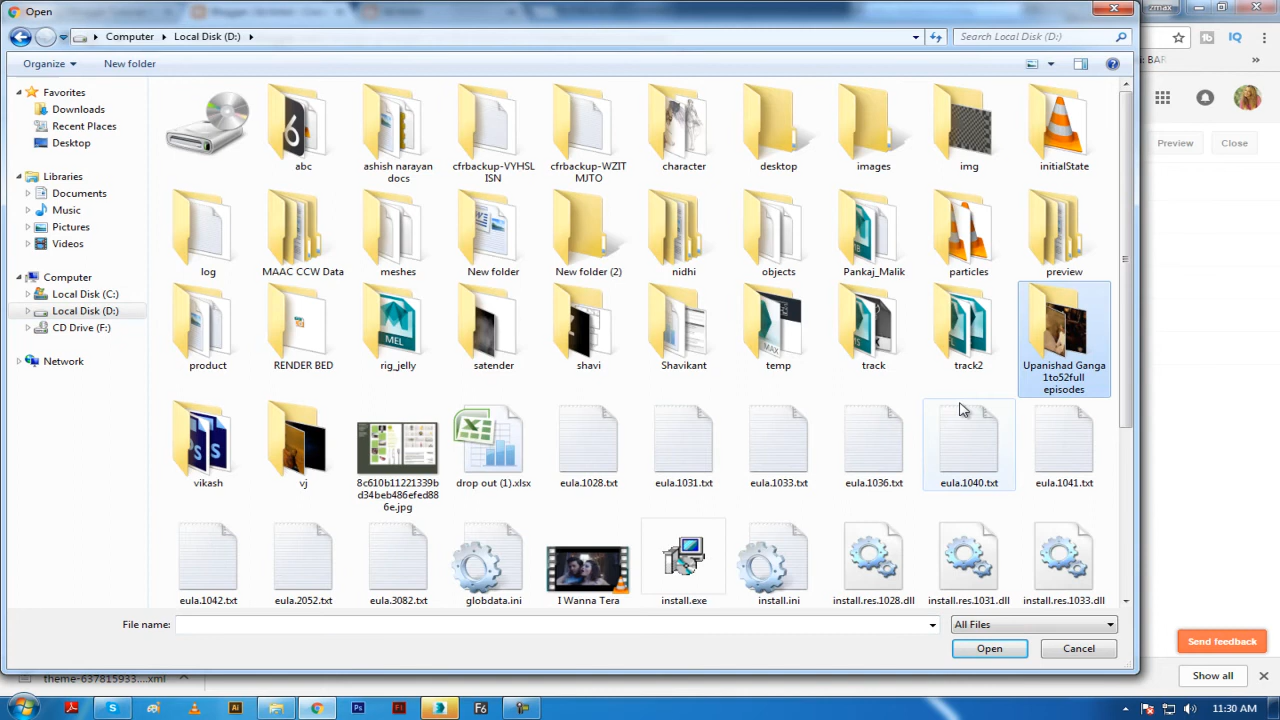 Open
zmax
Computer
Local Disk (D:)
Search Local Disk (D:)
BAR
Organize
New folder
Preview
Close
Favorites
Downloads
Recent Places
Desktop
Libraries
Documents
Music
Pictures
Videos
Computer
Local Disk (C:)
Local Disk (D:)
CD Drive (F:)
Network
abc
ashish narayan
docs
cfrbackup-VYHSL
ISN
cfrbackup-WZIT
MJTO
character
desktop
images
img
initialState
log
MAAC CCW Data
meshes
New folder
New folder (2)
nidhi
objects
Pankaj_Malik
particles
preview
product
RENDER BED
rig_jelly
satender
shavi
Shavikant
temp
track
track2
Upanishad Ganga
1to52full
episodes
vikash
vj
8c610b11221339b
d34beb486efed88
6e.jpg
drop out (1).xlsx
eula.1028.txt
eula.1031.txt
eula.1033.txt
eula.1036.txt
eula.1040.txt
eula.1041.txt
eula.1042.txt
eula.2052.txt
eula.3082.txt
globdata.ini
I Wanna Tera
install.exe
install.ini
install.res.1028.dll
install.res.1031.dll
install.res.1033.dll
File name:
All Files
Open
Cancel
Send feedback
theme-637815933....xml
Show all
11:30 AM